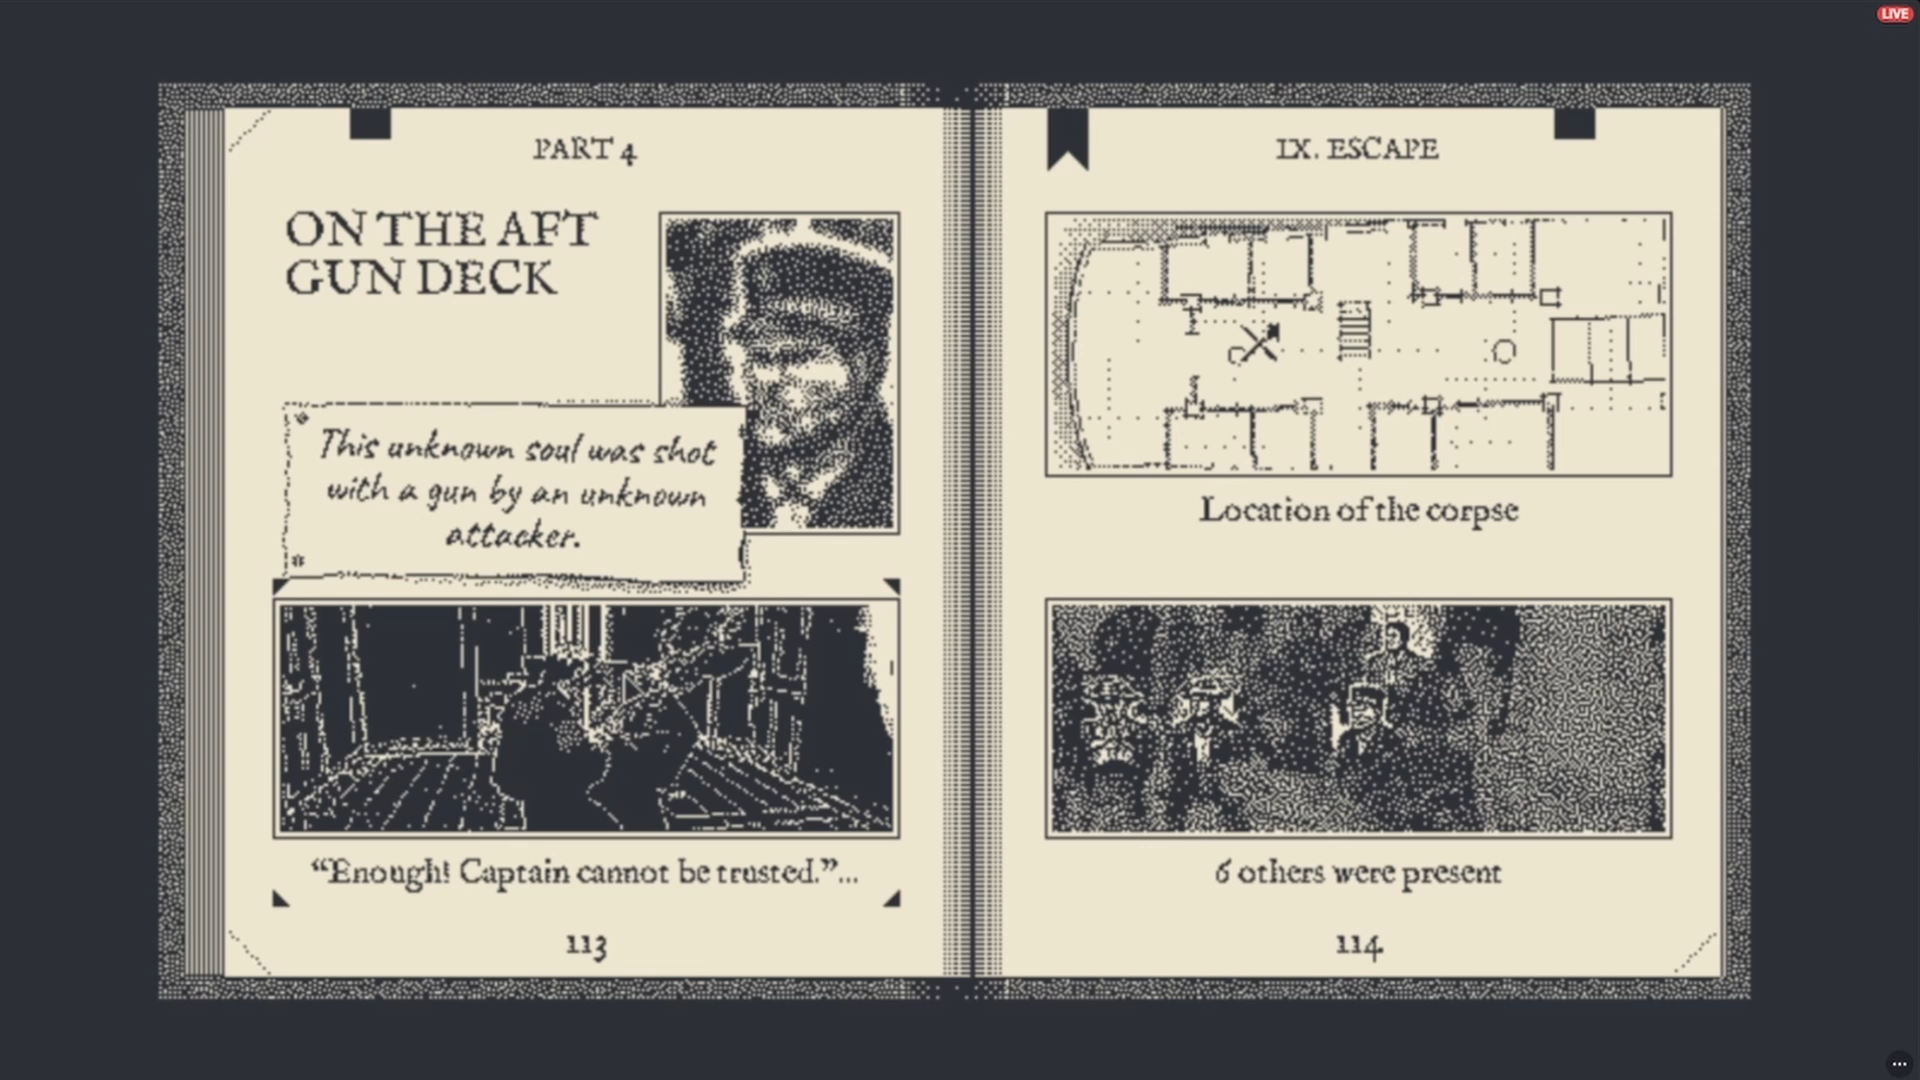 LIVE
PART 4
ON THE AFT
GUN DECK
This unknown soul was shot
with a gun by an unknown
attacker.
“Enough! Captain cannot be trusted.”...
113
IX. ESCAPE
Location of the corpse
6 others were present
114